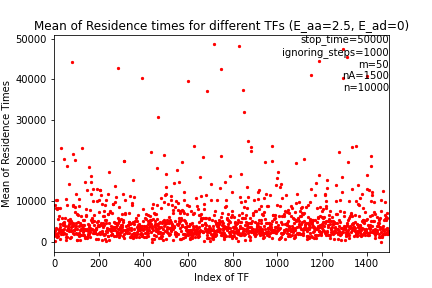 Mean of Residence times for different TFs (E_aa=2.5, E_ad=0)
50000
stop_time=50000
ignoring_steps=1000
m=50
40000
nA=1500
n=10000
30000
20000
10000
0
Mean of Residence Times
0 200 400 600 800 1000 1200 1400
Index of TF